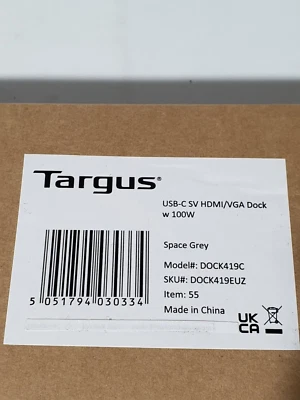 Targus®
USB-C SV HDMI/VGA Dock
w 100W
Space Grey
Model#: DOCK419C
SKU#: DOCK419EUZ
Item: 55
Made in China
5 051794 030334
UK
CA